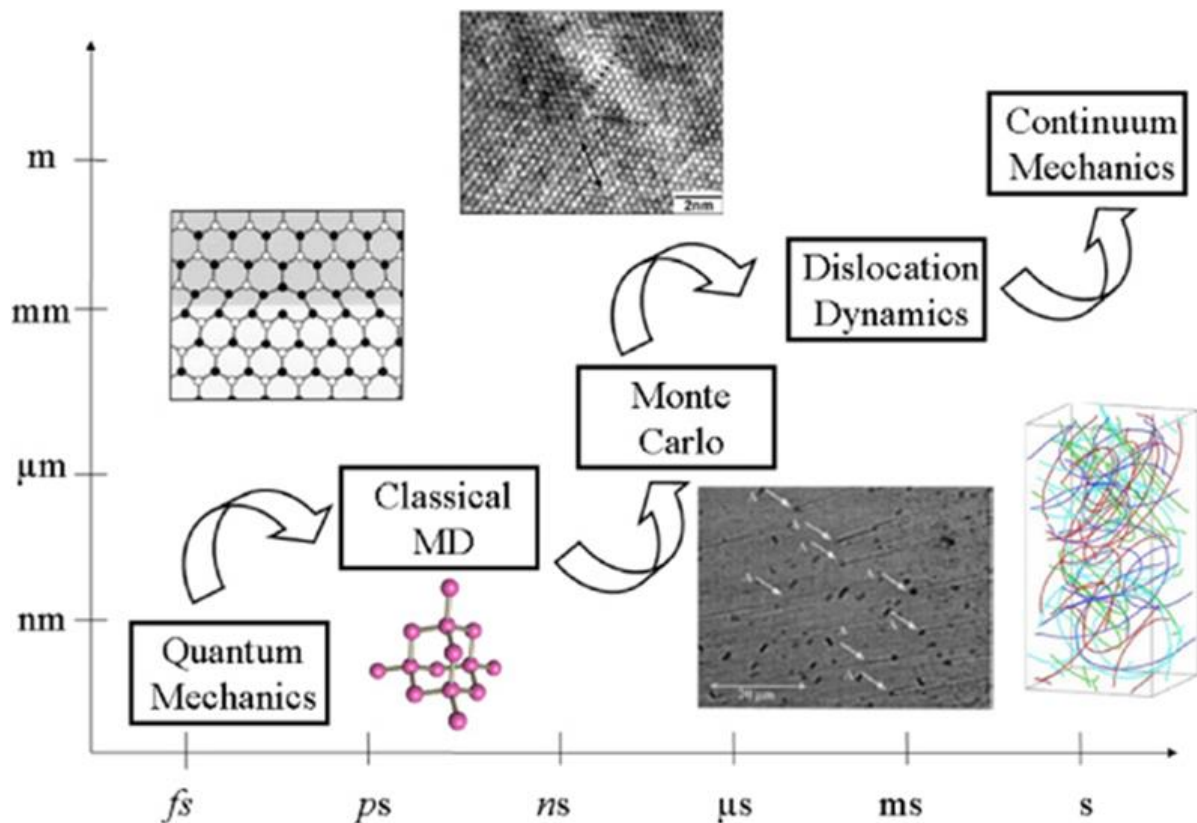 m
mm
µm
nm
2nm
Continuum
Mechanics
Dislocation
Dynamics
Monte
Carlo
Classical
MD
Quantum
Mechanics
fs
ps
ns
µs
ms
s